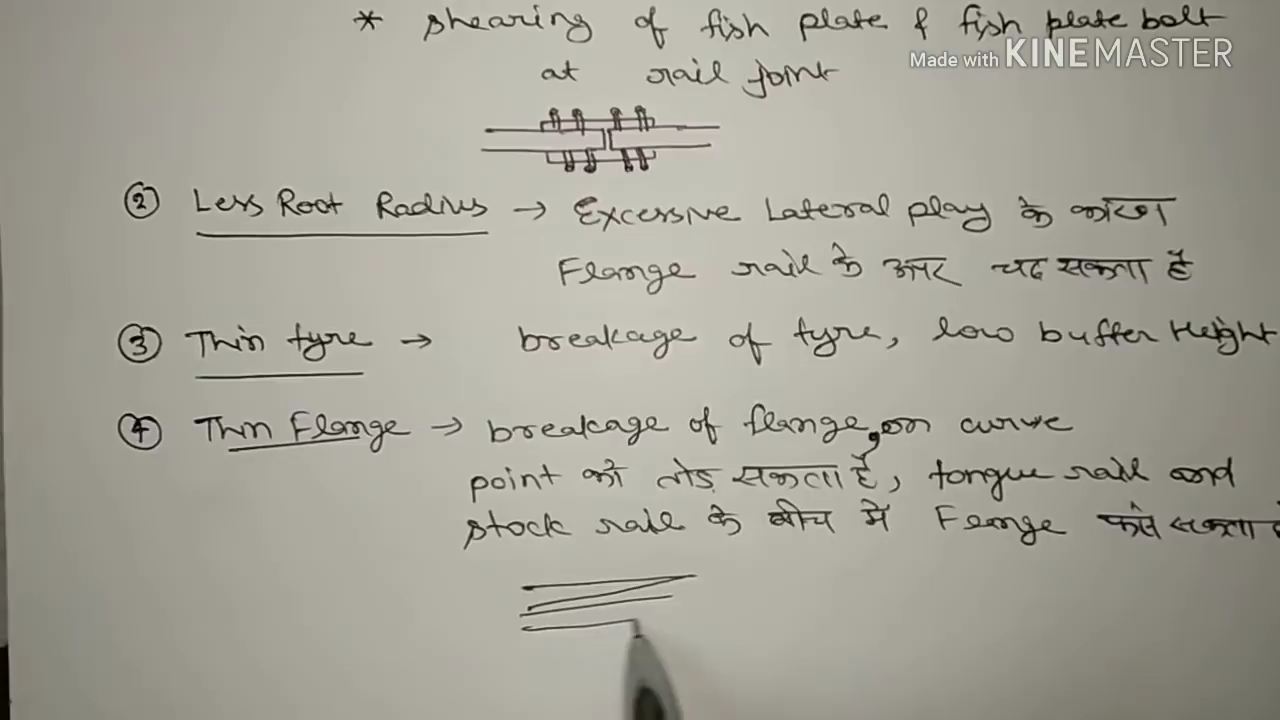 * shearing of fish plate & fish plate bolt
Made with KINEMASTER
at rail joint
② Less Root Radius → Excessive Lateral play के कारण
Flange rail के ऊपर चढ सकता है
③ Thin tyre → breakage of tyre, low buffer Height
④ Thin Flange → breakage of flange, on curve
point को तोड़ सकता है, tongue rail and
stock rail के बीच में Flange फंस सकता